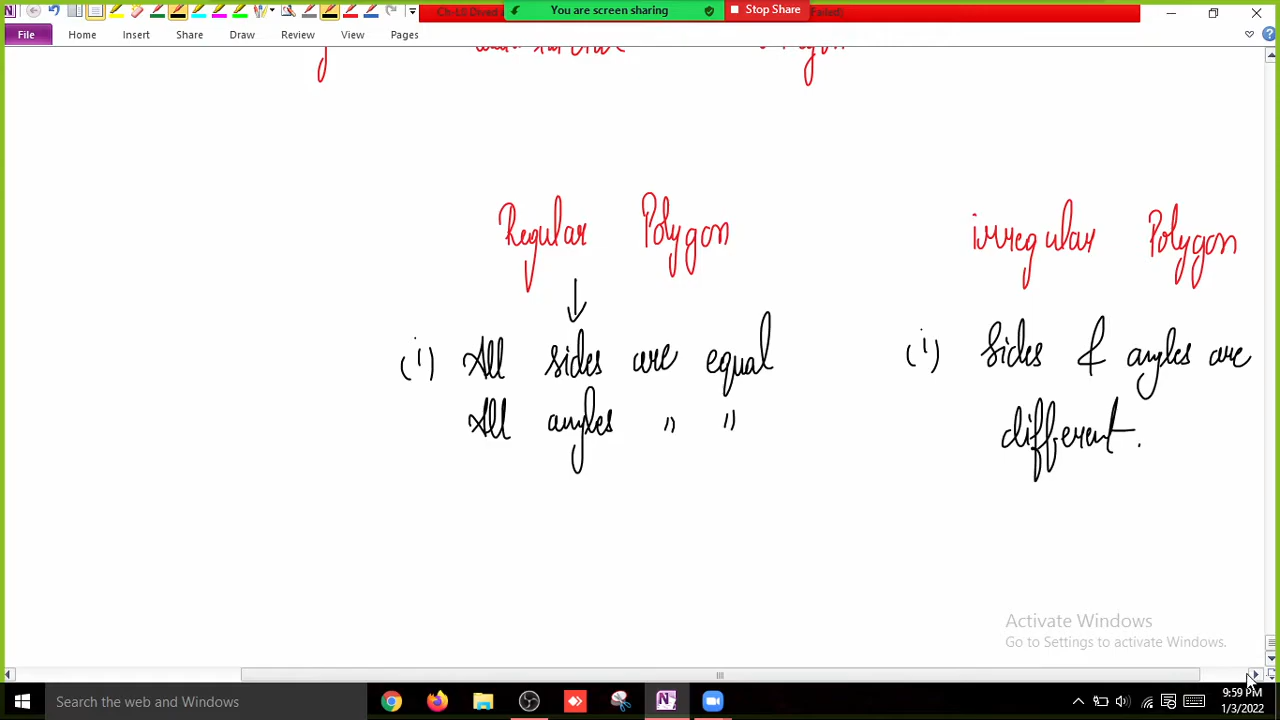 You are screen sharing
Stop Share
File Home Insert Share Draw Review View Pages
Regular Polygon
irregular Polygon
(i) All sides are equal
All angles " "
(i) Sides & angles are
different.
Activate Windows
Go to Settings to activate Windows.
Search the web and Windows
9:59 PM
1/3/2022